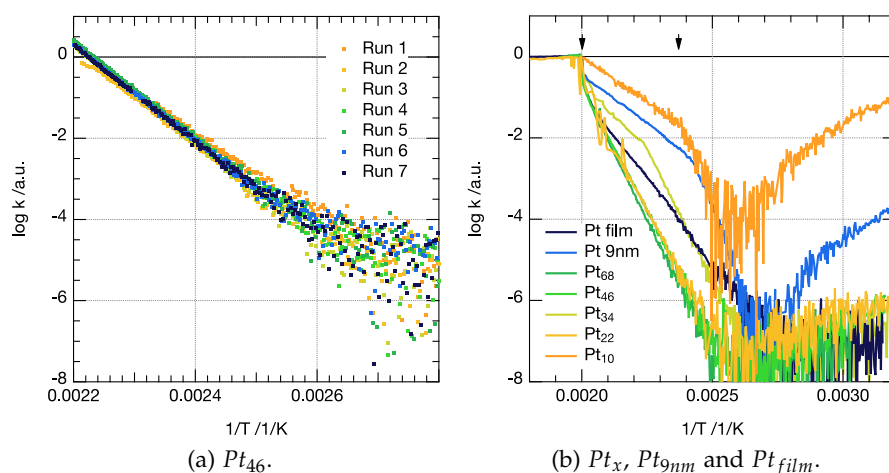 0
-2
-4
-6
-8
log k /a.u.
Run 1
Run 2
Run 3
Run 4
Run 5
Run 6
Run 7
0.0022
0.0024
0.0026
1/T /1/K
(a) Pt46.
0
-2
-4
-6
-8
log k /a.u.
Pt film
Pt 9nm
Pt68
Pt46
Pt34
Pt22
Pt10
0.0020
0.0025
0.0030
1/T /1/K
(b) Ptx, Pt9nm and Ptfilm.